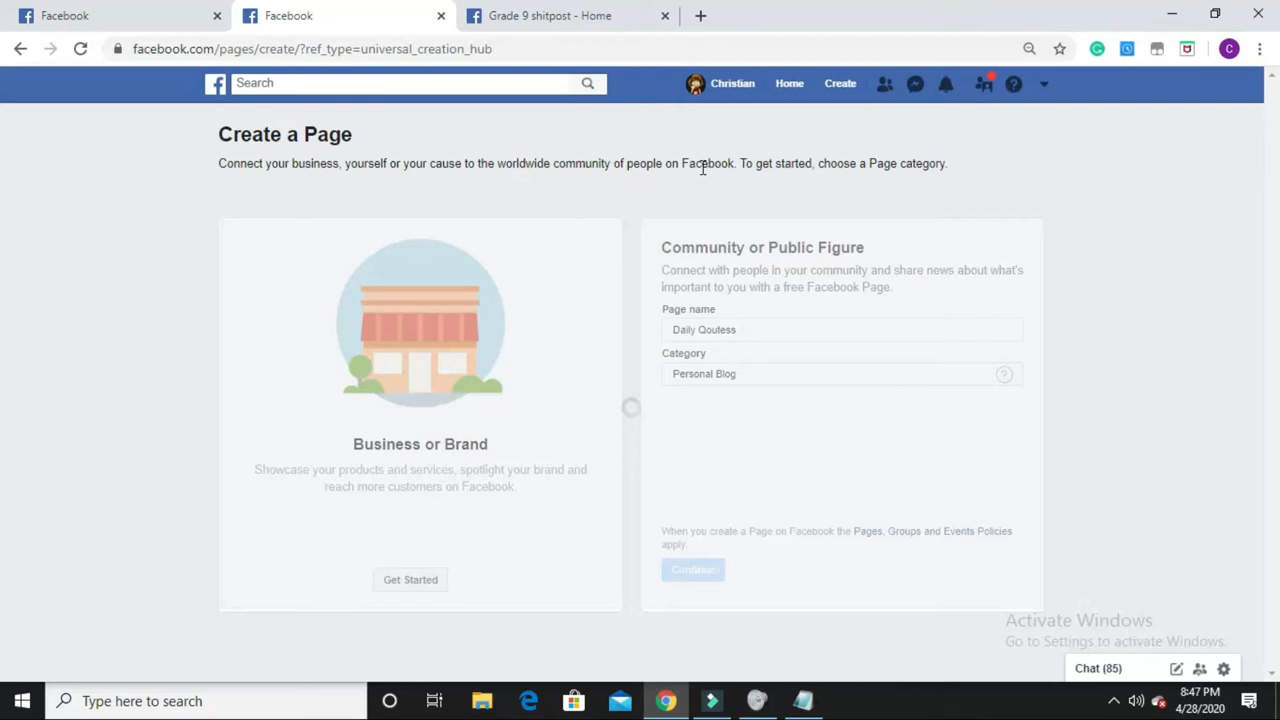 Facebook
Facebook
Grade 9 shitpost - Home
facebook.com/pages/create/?ref_type=universal_creation_hub
C
Search
Christian
Home
Create
Create a Page
Connect your business, yourself or your cause to the worldwide community of people on Facebook. To get started, choose a Page category.
Business or Brand
Showcase your products and services, spotlight your brand and
reach more customers on Facebook.
Get Started
Community or Public Figure
Connect with people in your community and share news about what's
important to you with a free Facebook Page.
Page name
Daily Qoutess
Category
Personal Blog
When you create a Page on Facebook the Pages, Groups and Events Policies
apply.
Continue
Activate Windows
Go to Settings to activate Windows.
Chat (85)
Type here to search
8:47 PM
4/28/2020